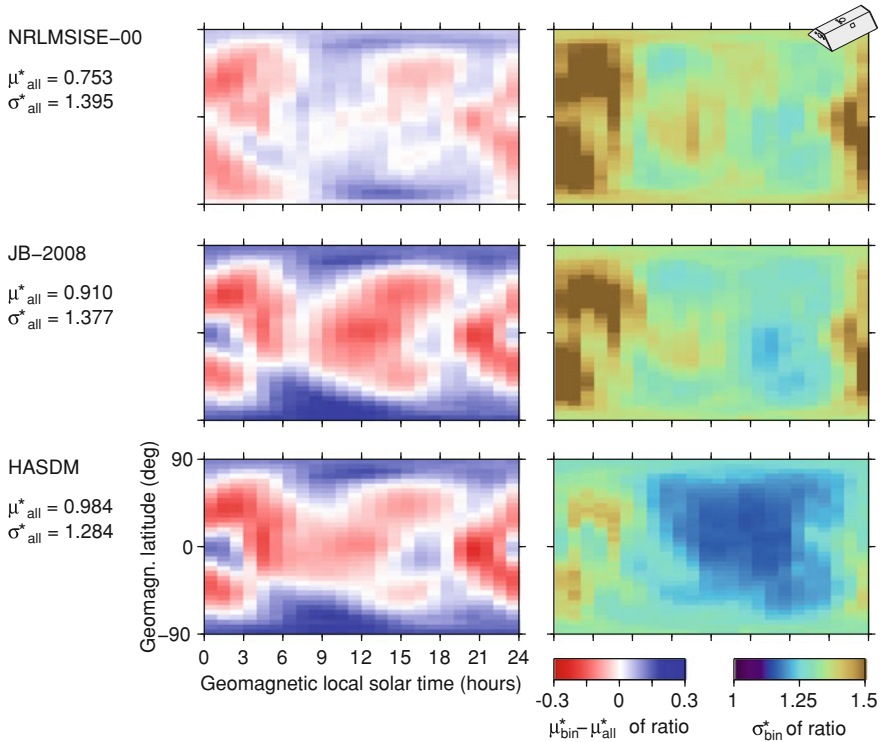 NRLMSISE−00
μ*all = 0.753
σ*all = 1.395
JB−2008
μ*all = 0.910
σ*all = 1.377
HASDM
μ*all = 0.984
σ*all = 1.284
Geomagn. latitude (deg)
90
0
−90
0 3 6 9 12 15 18 21 24
Geomagnetic local solar time (hours)
-0.3 0 0.3
μ*bin−μ*all of ratio
1 1.25 1.5
σ*bin of ratio